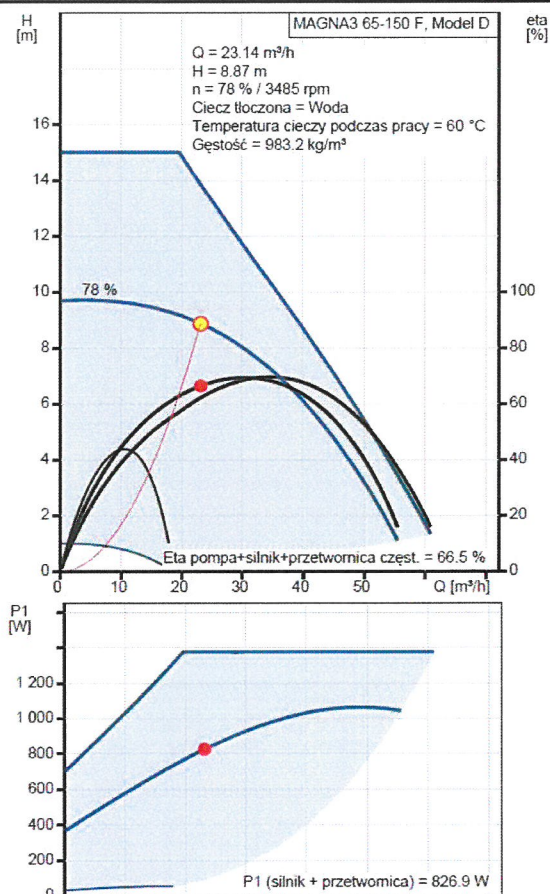 H
[m]
MAGNA3 65-150 F, Model D
eta
[%]
Q = 23.14 m³/h
H = 8.87 m
n = 78 % / 3485 rpm
Ciecz tłoczona = Woda
Temperatura cieczy podczas pracy = 60 °C
Gęstość = 983.2 kg/m³
16
14
12
10
78 %
100
8
80
6
60
4
40
2
20
Eta pompa+silnik+przetwornica częst. = 66.5 %
0
0
0
10
20
30
40
50
Q [m³/h]
P1
[W]
1 200
1 000
800
600
400
200
0
P1 (silnik + przetwornica) = 826.9 W